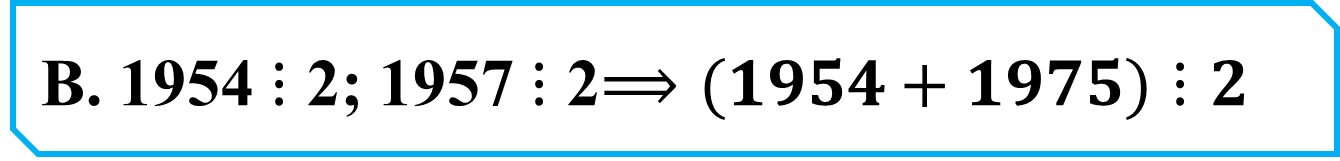 B. 1954 ⋮ 2; 1957 ⋮ 2⟹ (1954 + 1975) ⋮ 2